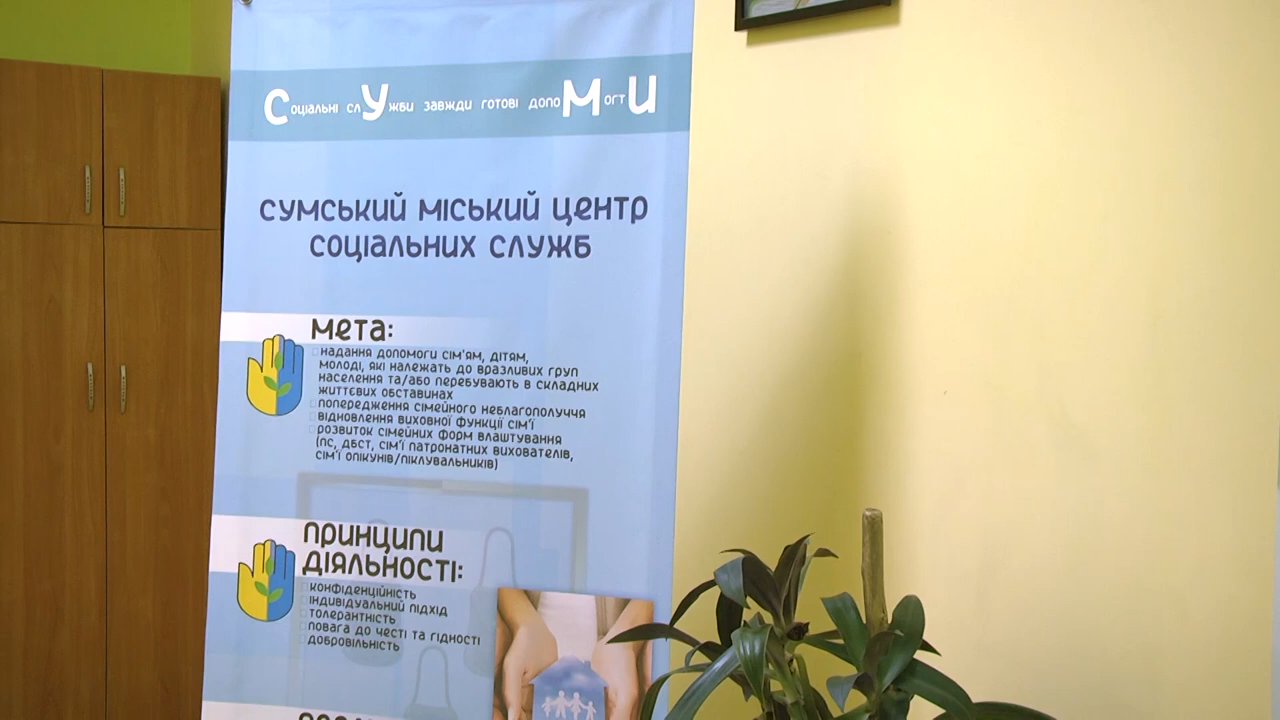 Соціальні слУжби завжди готові допоМогтИ
СУМСЬКИЙ МІСЬКИЙ ЦЕНТР
СОЦІАЛЬНИХ СЛУЖБ
МЕТА:
надання допомоги сім'ям, дітям,
молоді, які належать до вразливих груп
населення та/або перебувають в складних
життєвих обставинах
попередження сімейного неблагополуччя
відновлення виховної функції сім'ї
розвиток сімейних форм влаштування
(ПС, ДБСТ, сім'ї патронатних вихователів,
сім'ї опікунів/піклувальників)
ПРИНЦИПИ
ДІЯЛЬНОСТІ:
конфіденційність
індивідуальний підхід
толерантність
повага до честі та гідності
добровільність